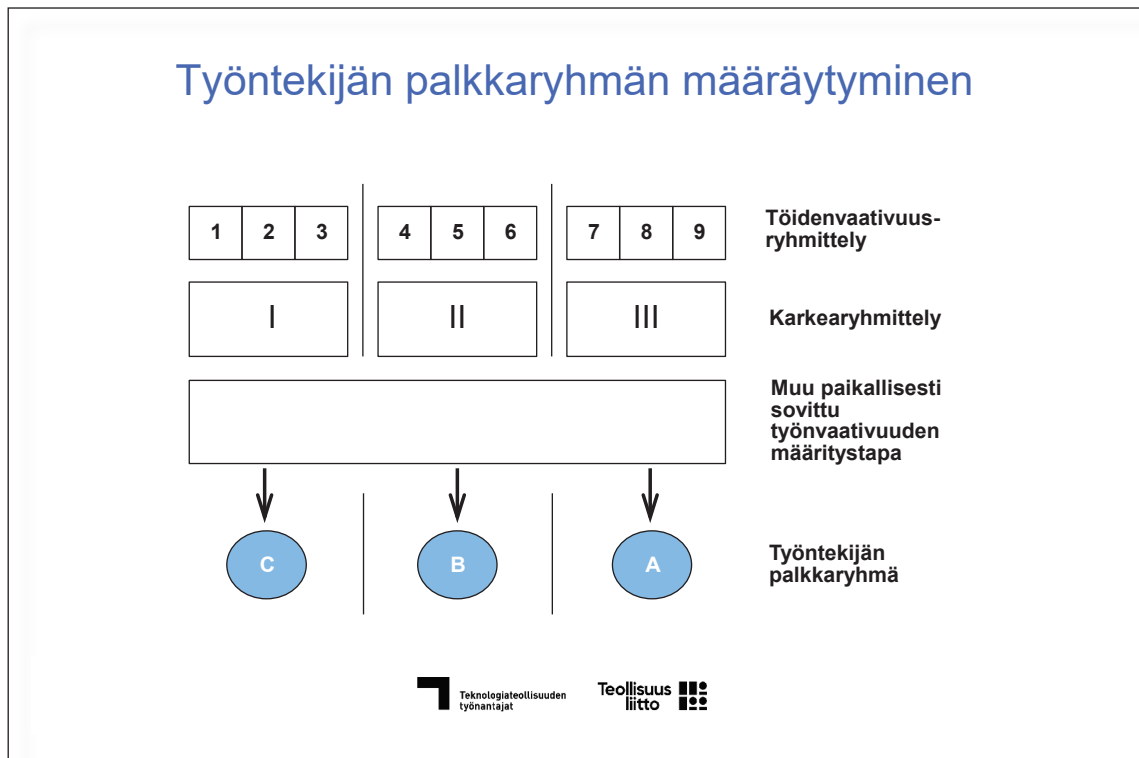 Työntekijän palkkaryhmän määräytyminen
1 2 3 4 5 6 7 8 9
Töidenvaativuus-
ryhmittely
I II III
Karkearyhmittely
Muu paikallisesti
sovittu
työnvaativuuden
määritystapa
C B A
Työntekijän
palkkaryhmä
Teknologiateollisuuden
työnantajat
Teollisuus
liitto